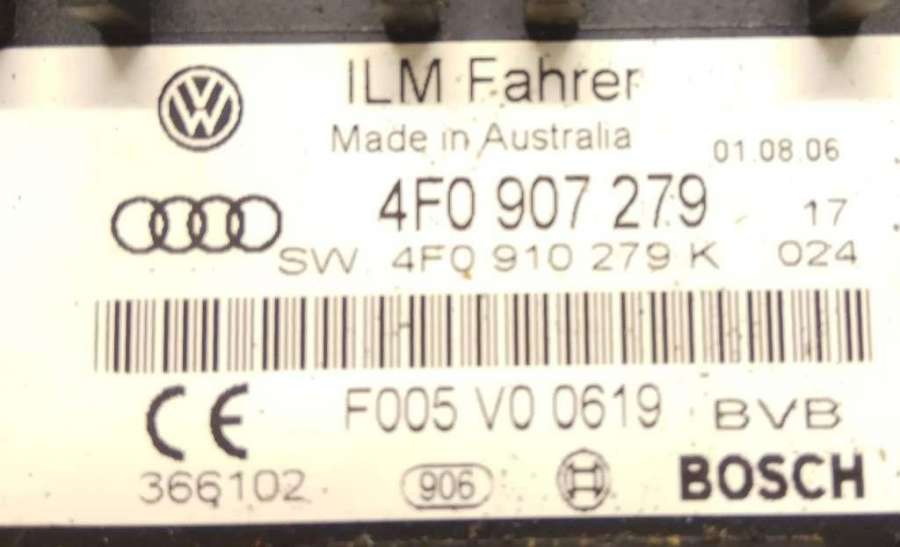 ILM Fahrer
Made in Australia
01.08.06
4F0 907 279
17
SW 4F0 910 279 K
024
F005 V0 0619
BVB
CE
366102
906
BOSCH